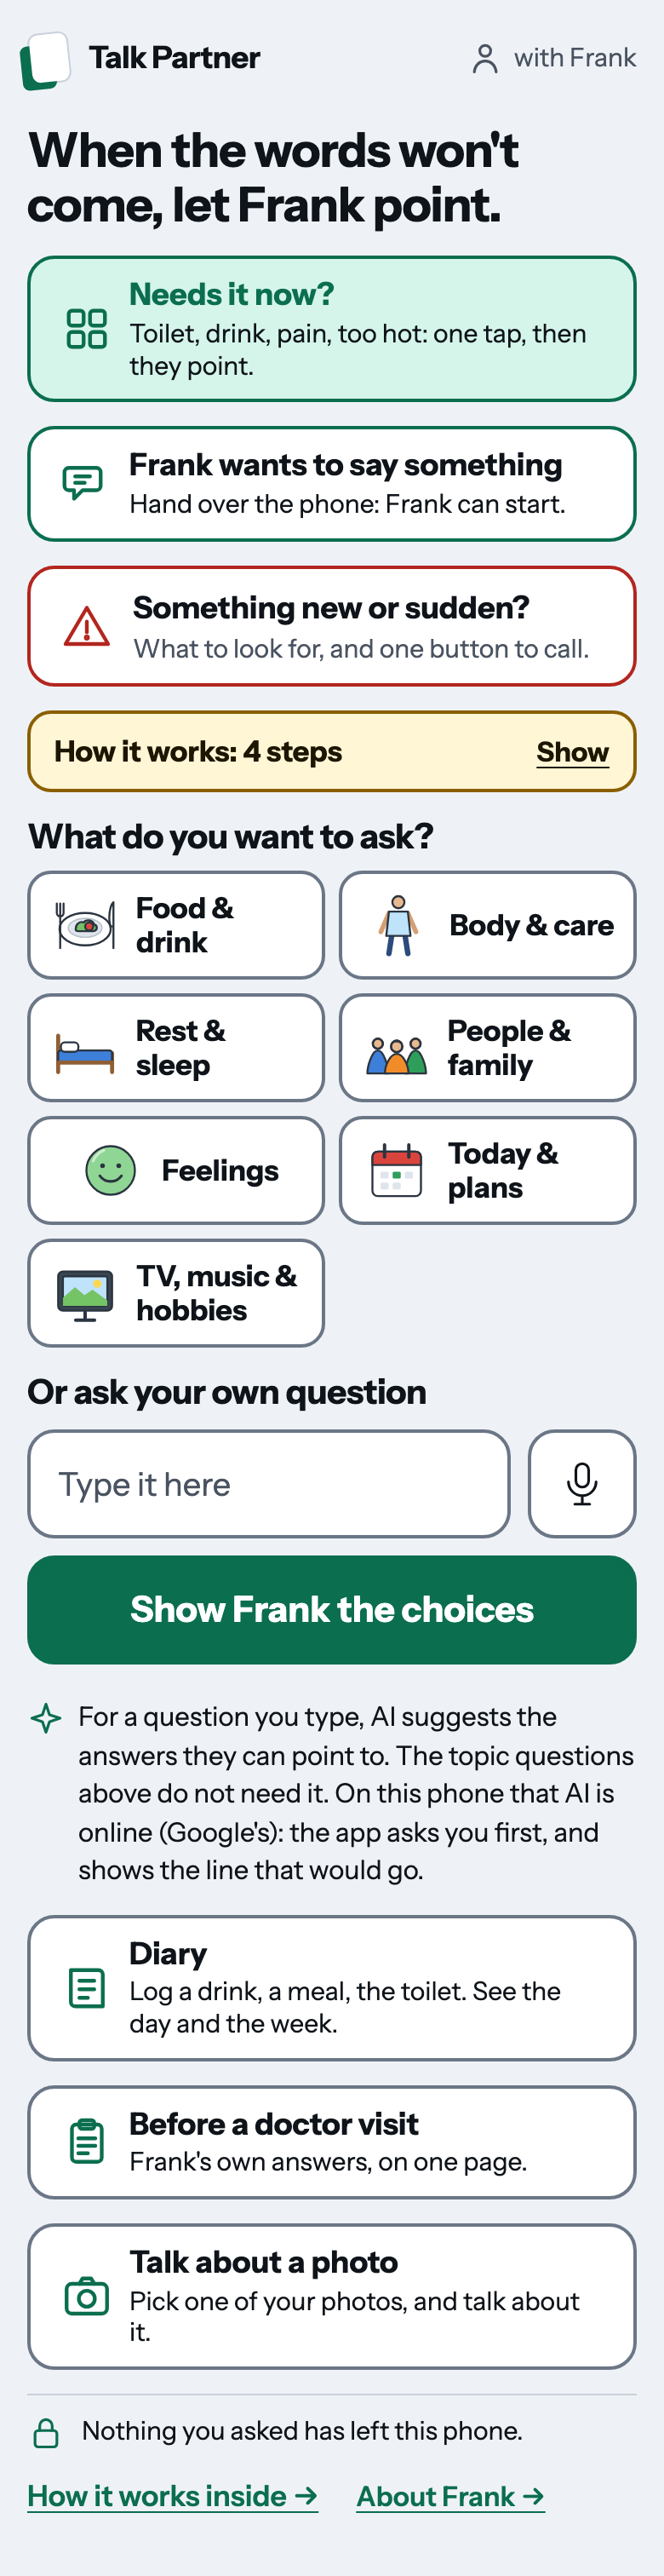 Talk Partner
with Frank
When the words won't
come, let Frank point.
Needs it now?
Toilet, drink, pain, too hot: one tap, then
they point.
Frank wants to say something
Hand over the phone: Frank can start.
Something new or sudden?
What to look for, and one button to call.
How it works: 4 steps
Show
What do you want to ask?
Food &
drink
Body & care
Rest &
sleep
People &
family
Feelings
Today &
plans
TV, music &
hobbies
Or ask your own question
Type it here
Show Frank the choices
For a question you type, AI suggests the
answers they can point to. The topic questions
above do not need it. On this phone that AI is
online (Google's): the app asks you first, and
shows the line that would go.
Diary
Log a drink, a meal, the toilet. See the
day and the week.
Before a doctor visit
Frank's own answers, on one page.
Talk about a photo
Pick one of your photos, and talk about
it.
Nothing you asked has left this phone.
How it works inside →
About Frank →